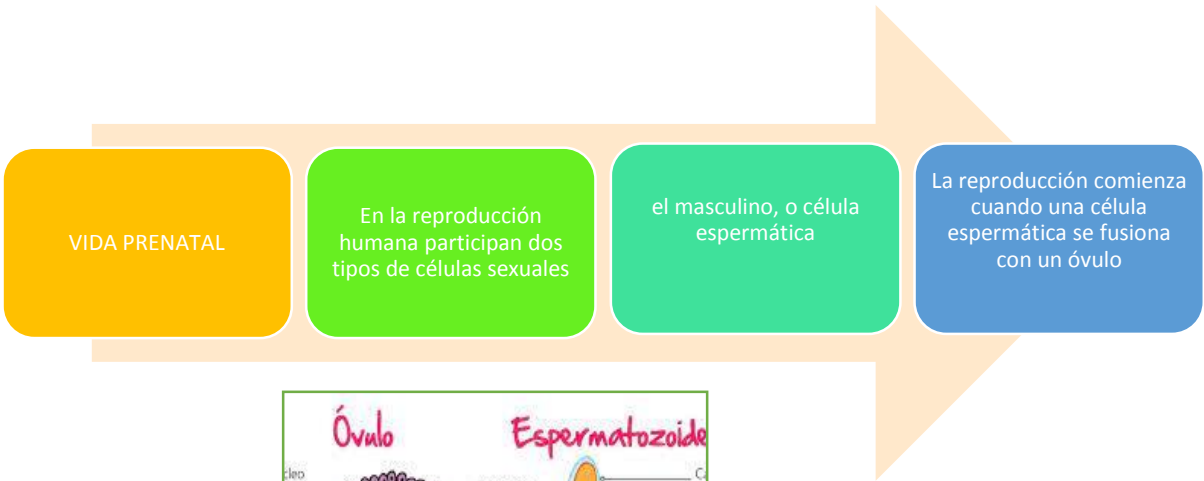 VIDA PRENATAL
En la reproducción
humana participan dos
tipos de células sexuales
el masculino, o célula
espermática
La reproducción comienza
cuando una célula
espermática se fusiona
con un óvulo
Óvulo
Espermatozoide